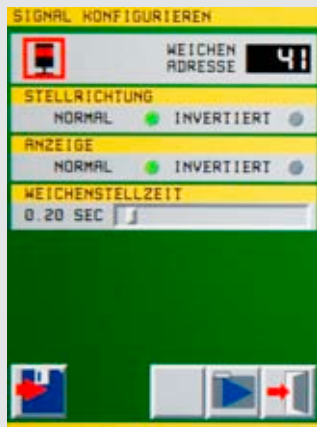 SIGNAL KONFIGURIEREN
WEICHEN
ADRESSE 41
STELLRICHTUNG
NORMAL INVERTIERT
ANZEIGE
NORMAL INVERTIERT
WEICHENSTELLZEIT
0.20 SEC